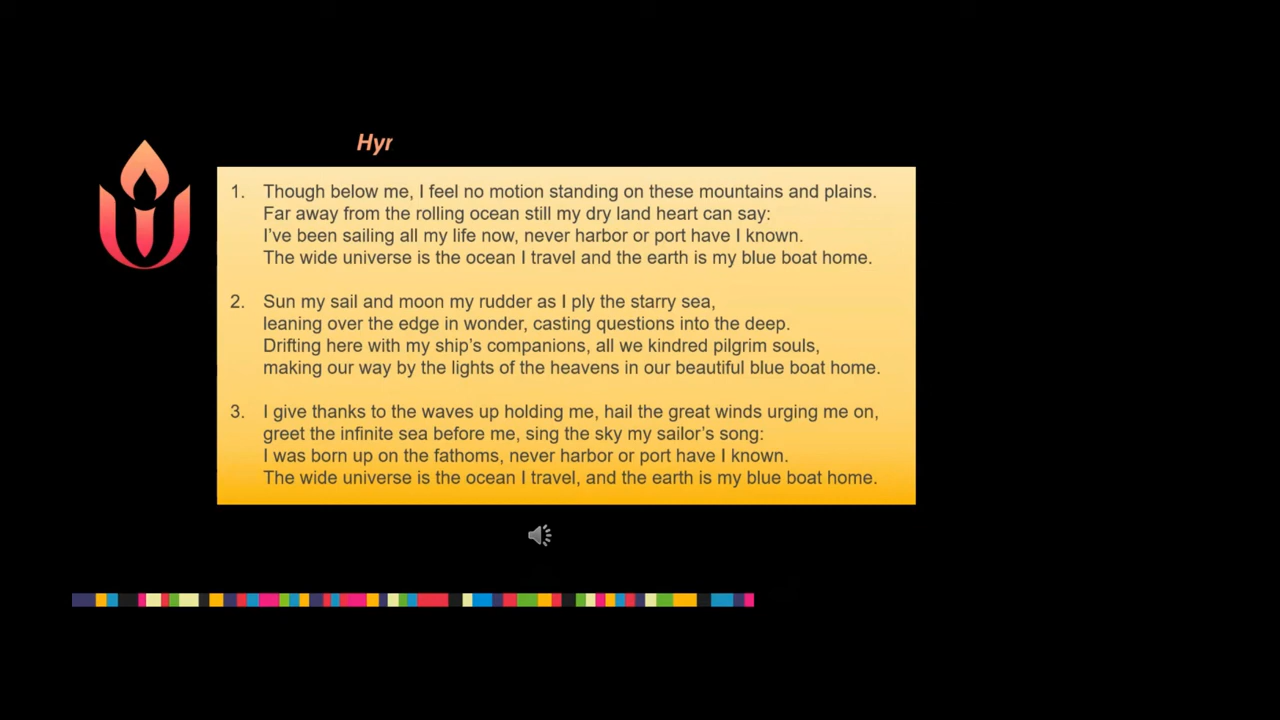 Hyr
1. Though below me, I feel no motion standing on these mountains and plains.
Far away from the rolling ocean still my dry land heart can say:
I’ve been sailing all my life now, never harbor or port have I known.
The wide universe is the ocean I travel and the earth is my blue boat home.
2. Sun my sail and moon my rudder as I ply the starry sea,
leaning over the edge in wonder, casting questions into the deep.
Drifting here with my ship’s companions, all we kindred pilgrim souls,
making our way by the lights of the heavens in our beautiful blue boat home.
3. I give thanks to the waves up holding me, hail the great winds urging me on,
greet the infinite sea before me, sing the sky my sailor’s song:
I was born up on the fathoms, never harbor or port have I known.
The wide universe is the ocean I travel, and the earth is my blue boat home.